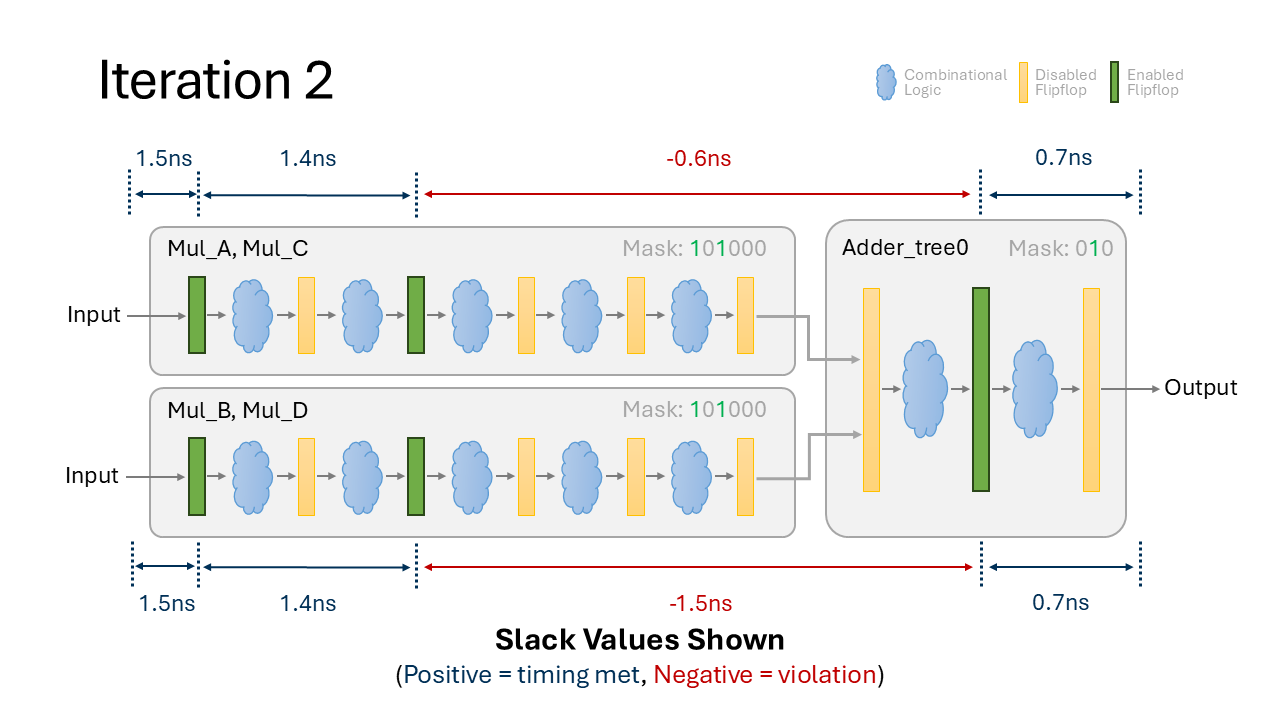 Iteration 2
Combinational
Logic
Disabled
Flipflop
Enabled
Flipflop
1.5ns
1.4ns
-0.6ns
0.7ns
Mul_A, Mul_C
Mask: 101000
Adder_tree0
Mask: 010
Input
Mul_B, Mul_D
Mask: 101000
Output
Input
1.5ns
1.4ns
-1.5ns
0.7ns
Slack Values Shown
(Positive = timing met, Negative = violation)